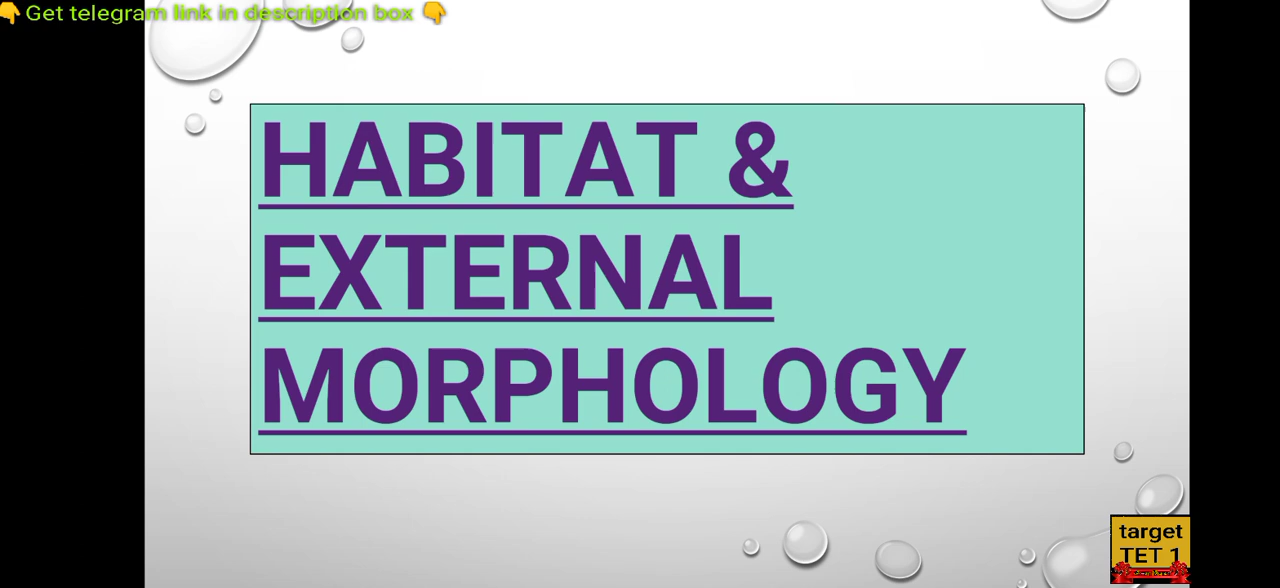 👇 Get telegram link in description box 👇
HABITAT &
EXTERNAL
MORPHOLOGY
target
TET 1